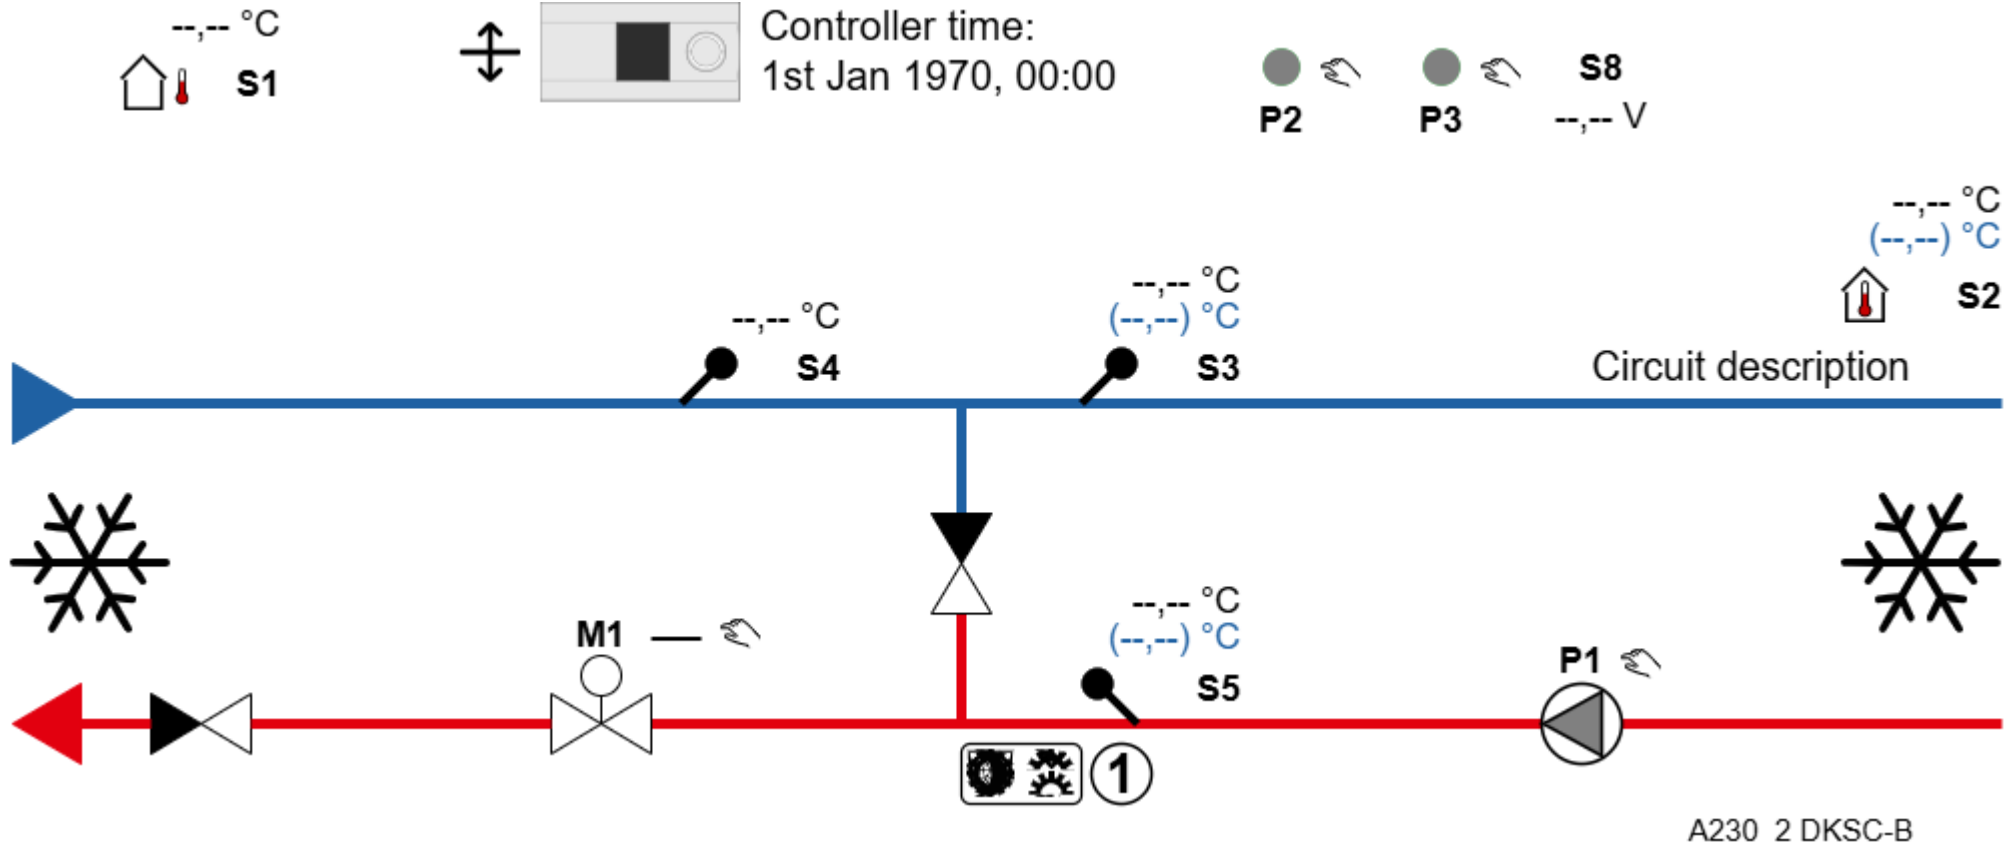 --,-- °C
S1
Controller time:
1st Jan 1970, 00:00
P2
P3
S8
--,-- V
--,-- °C
(--,--) °C
S2
--,-- °C
S4
--,-- °C
(--,--) °C
S3
Circuit description
M1
--,-- °C
(--,--) °C
S5
P1
1
A230 2 DKSC-B